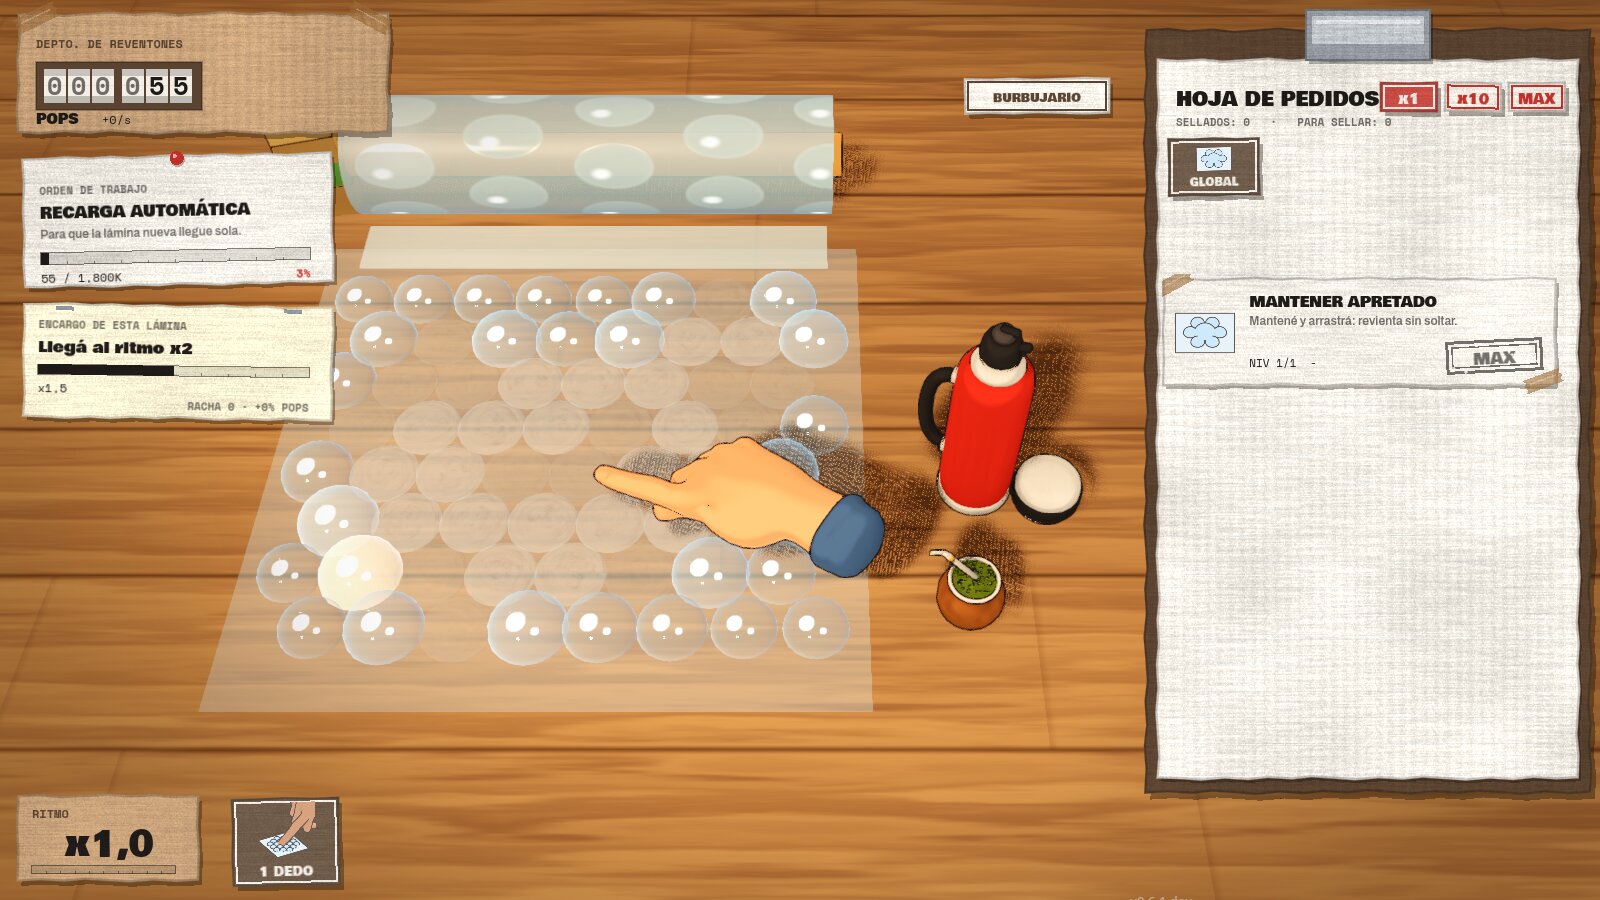 DEPTO. DE REVENTONES
000 055
POPS +0/s
ORDEN DE TRABAJO
RECARGA AUTOMÁTICA
Para que la lámina nueva llegue sola.
55 / 1.800K 3%
ENCARGO DE ESTA LÁMINA
Llegá al ritmo x2
x1,5
RACHA 0 · +0% POPS
BURBUJARIO
HOJA DE PEDIDOS x1 x10 MAX
SELLADOS: 0 · PARA SELLAR: 0
GLOBAL
MANTENER APRETADO
Mantené y arrastrá: revienta sin soltar.
NIV 1/1 -
MAX
RITMO
x1,0
1 DEDO